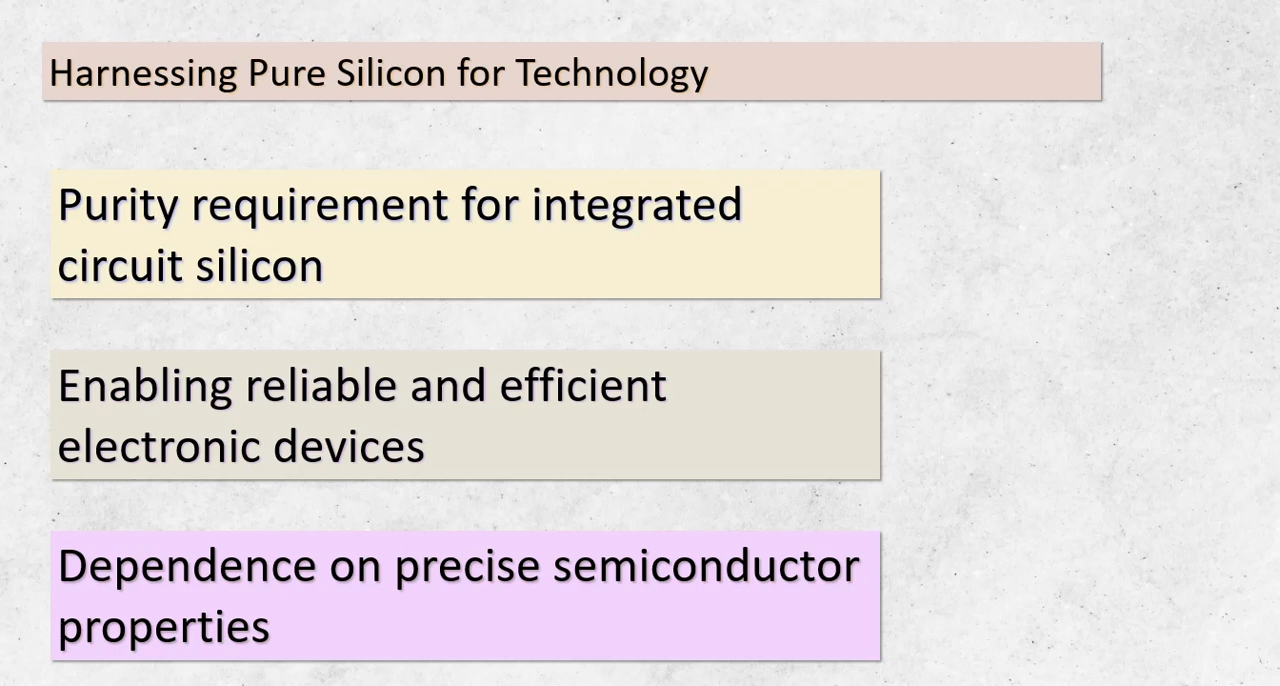 Harnessing Pure Silicon for Technology
Purity requirement for integrated
circuit silicon
Enabling reliable and efficient
electronic devices
Dependence on precise semiconductor
properties